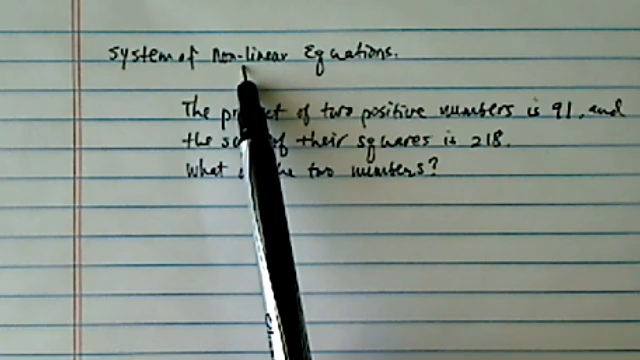 System of Non-linear Equations.
The of two positive numbers is 91, and
the of their squares is 218.
What two numbers?